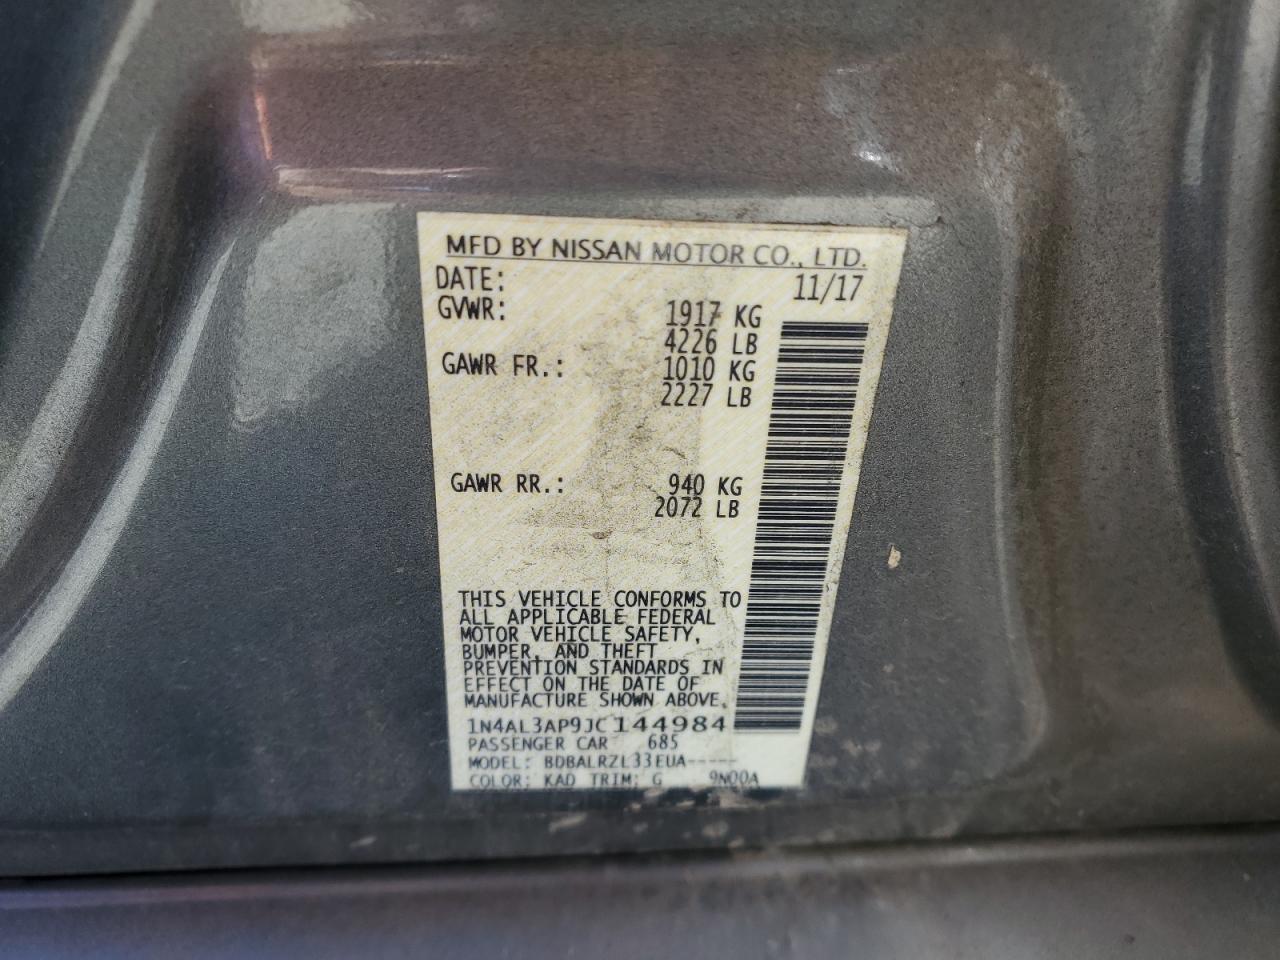 MFD BY NISSAN MOTOR CO., LTD.
DATE: 11/17
GVWR: 1917 KG
4226 LB
GAWR FR.: 1010 KG
2227 LB
GAWR RR.: 940 KG
2072 LB
THIS VEHICLE CONFORMS TO
ALL APPLICABLE FEDERAL
MOTOR VEHICLE SAFETY,
BUMPER, AND THEFT
PREVENTION STANDARDS IN
EFFECT ON THE DATE OF
MANUFACTURE SHOWN ABOVE.
1N4AL3AP9JC144984
PASSENGER CAR 685
MODEL: BDBALRZL33EUA-----
COLOR: KAD TRIM: G 9N00A